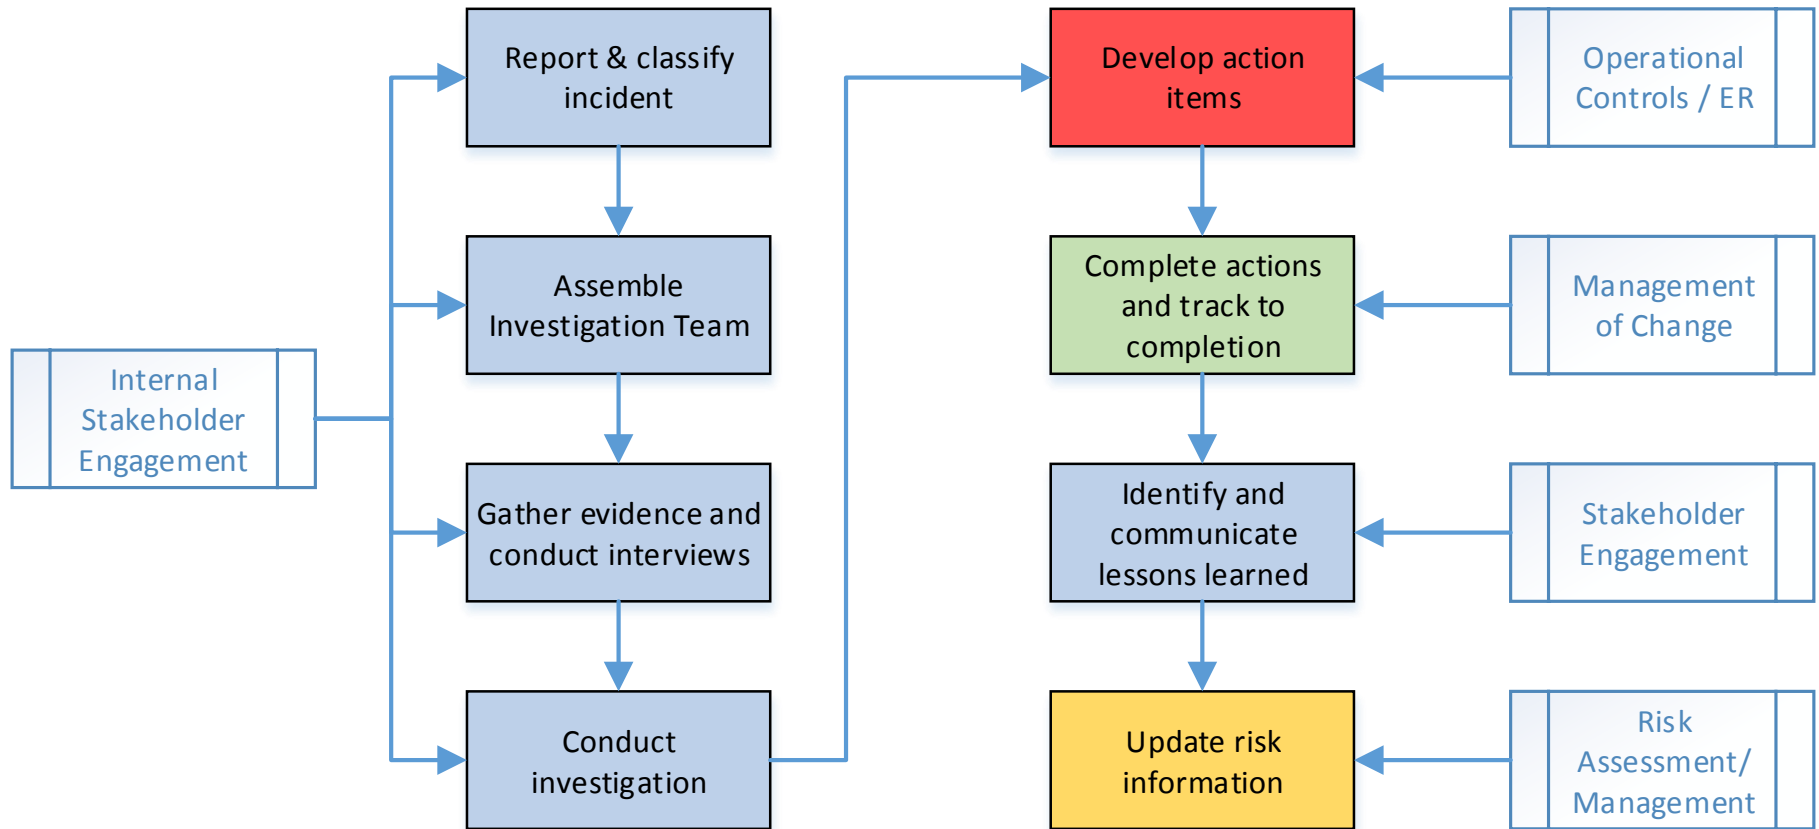 Report & classify
incident
Assemble
Investigation Team
Gather evidence and
conduct interviews
Conduct
investigation
Internal
Stakeholder
Engagement
Develop action
items
Complete actions
and track to
completion
Identify and
communicate
lessons learned
Update risk
information
Operational
Controls / ER
Management
of Change
Stakeholder
Engagement
Risk
Assessment/
Management